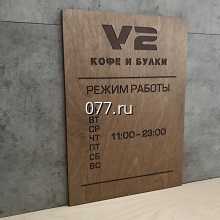 V2
КОФЕ И БУЛКИ
РЕЖИМ РАБОТЫ
077.ru
ВТ
СР
ЧТ 11:00-23:00
ПТ
СБ
ВС